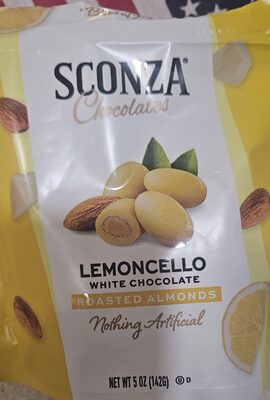 SCONZA®
Chocolates
LEMONCELLO
WHITE CHOCOLATE
ROASTED ALMONDS
Nothing Artificial
NET WT 5 OZ (142G) Ⓤ D